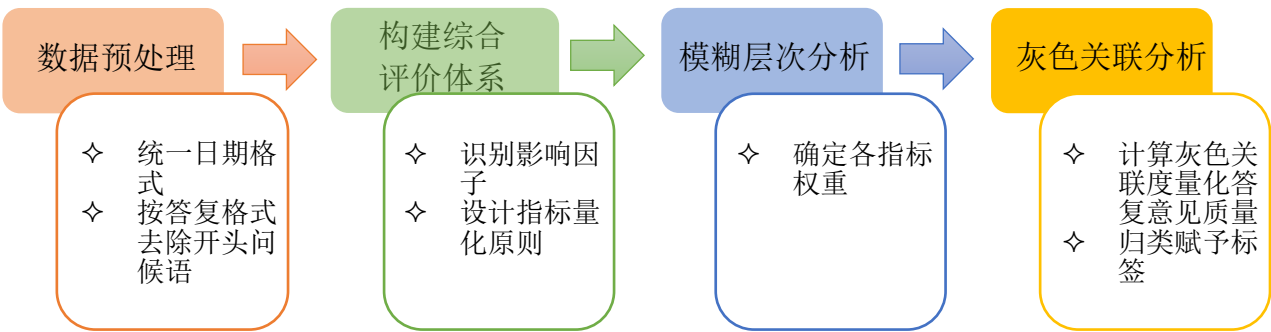 数据预处理
✧ 统一日期格
式
✧ 按答复格式
去除开头问
候语
构建综合
评价体系
✧ 识别影响因
子
✧ 设计指标量
化原则
模糊层次分析
✧ 确定各指标
权重
灰色关联分析
✧ 计算灰色关
联度量化答
复意见质量
✧ 归类赋予标
签